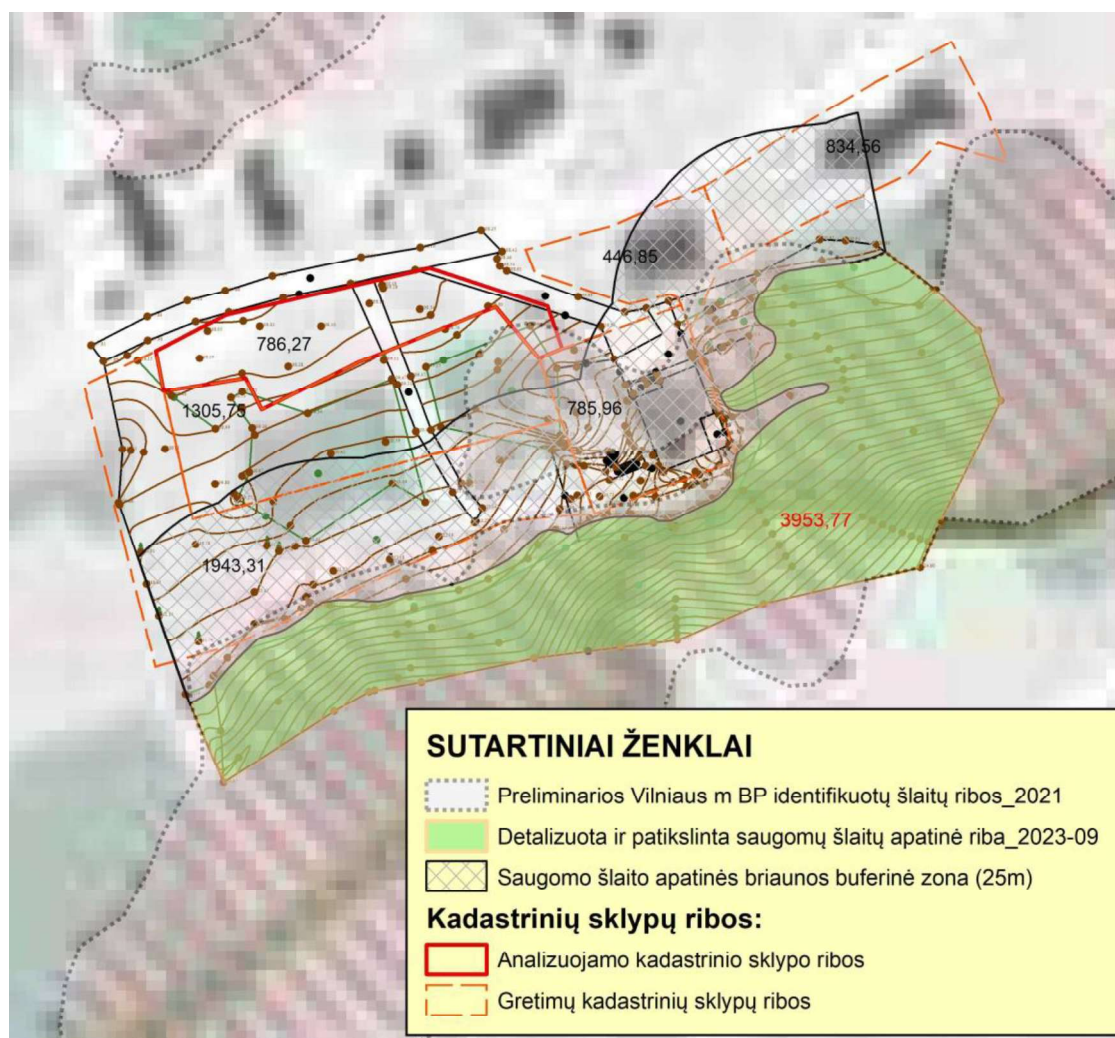 834,56
446,85
786,27
1305,75
785,96
3953,77
1943,31
SUTARTINIAI ŽENKLAI
Preliminarios Vilniaus m BP identifikuotų šlaitų ribos_2021
Detalizuota ir patikslinta saugomų šlaitų apatinė riba_2023-09
Saugomo šlaito apatinės briaunos buferinė zona (25m)
Kadastrinių sklypų ribos:
Analizuojamo kadastrinio sklypo ribos
Gretimų kadastrinių sklypų ribos